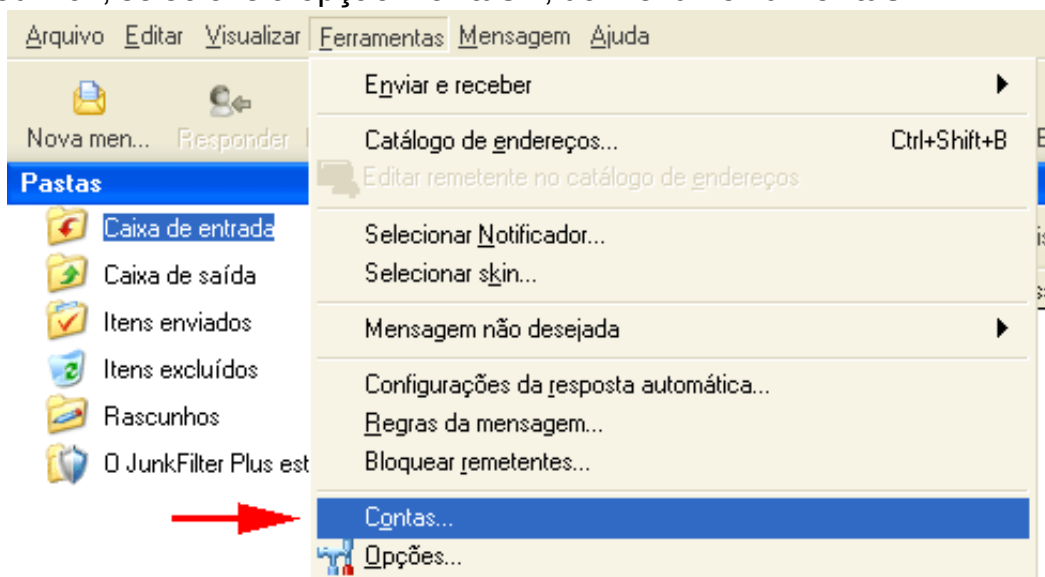 Arquivo Editar Visualizar Ferramentas Mensagem Ajuda
Enviar e receber
Nova men... Responder
Catálogo de endereços... Ctrl+Shift+B
Editar remetente no catálogo de endereços
Pastas
Caixa de entrada
Selecionar Notificador...
Caixa de saída
Selecionar skin...
Itens enviados
Mensagem não desejada
Itens excluídos
Configurações da resposta automática...
Rascunhos
Regras da mensagem...
O JunkFilter Plus est
Bloquear remetentes...
Contas...
Opções...